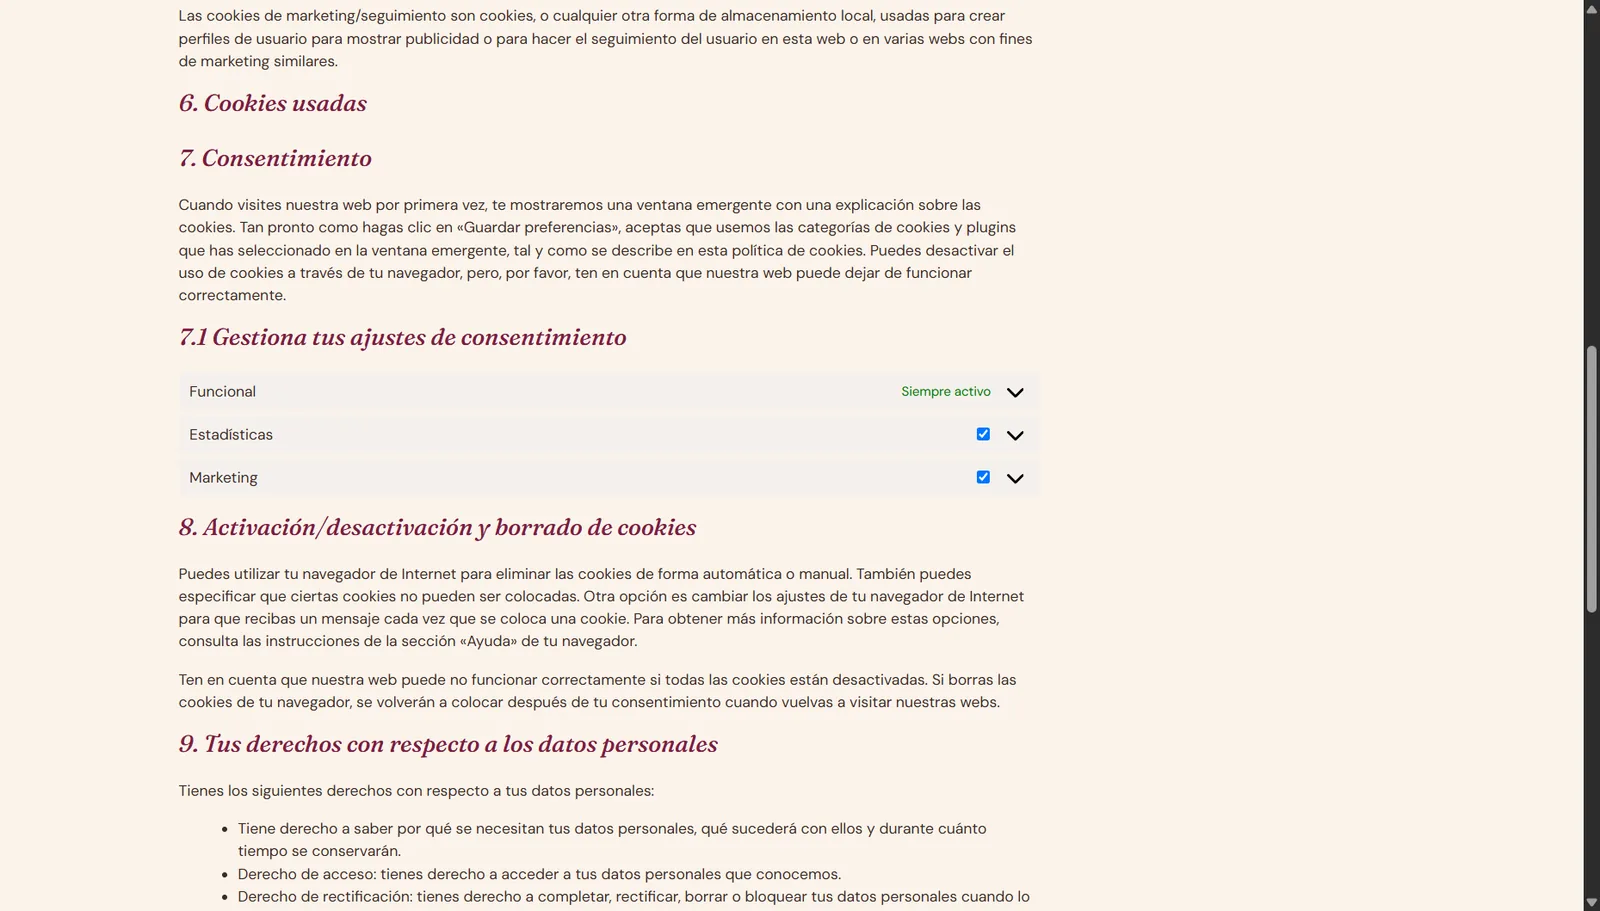 Las cookies de marketing/seguimiento son cookies, o cualquier otra forma de almacenamiento local, usadas para crear
perfiles de usuario para mostrar publicidad o para hacer el seguimiento del usuario en esta web o en varias webs con fines
de marketing similares.
6. Cookies usadas
7. Consentimiento
Cuando visites nuestra web por primera vez, te mostraremos una ventana emergente con una explicación sobre las
cookies. Tan pronto como hagas clic en «Guardar preferencias», aceptas que usemos las categorías de cookies y plugins
que has seleccionado en la ventana emergente, tal y como se describe en esta política de cookies. Puedes desactivar el
uso de cookies a través de tu navegador, pero, por favor, ten en cuenta que nuestra web puede dejar de funcionar
correctamente.
7.1 Gestiona tus ajustes de consentimiento
Funcional Siempre activo
Estadísticas
Marketing
8. Activación/desactivación y borrado de cookies
Puedes utilizar tu navegador de Internet para eliminar las cookies de forma automática o manual. También puedes
especificar que ciertas cookies no pueden ser colocadas. Otra opción es cambiar los ajustes de tu navegador de Internet
para que recibas un mensaje cada vez que se coloca una cookie. Para obtener más información sobre estas opciones,
consulta las instrucciones de la sección «Ayuda» de tu navegador.
Ten en cuenta que nuestra web puede no funcionar correctamente si todas las cookies están desactivadas. Si borras las
cookies de tu navegador, se volverán a colocar después de tu consentimiento cuando vuelvas a visitar nuestras webs.
9. Tus derechos con respecto a los datos personales
Tienes los siguientes derechos con respecto a tus datos personales:
• Tiene derecho a saber por qué se necesitan tus datos personales, qué sucederá con ellos y durante cuánto
tiempo se conservarán.
• Derecho de acceso: tienes derecho a acceder a tus datos personales que conocemos.
• Derecho de rectificación: tienes derecho a completar, rectificar, borrar o bloquear tus datos personales cuando lo